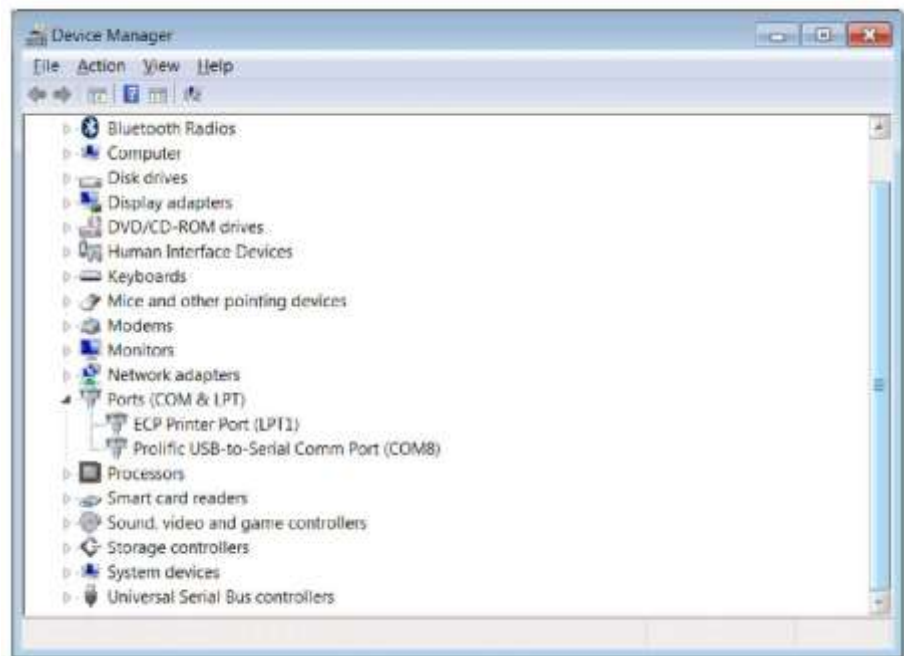 Device Manager
File Action View Help
Bluetooth Radios
Computer
Disk drives
Display adapters
DVD/CD-ROM drives
Human Interface Devices
Keyboards
Mice and other pointing devices
Modems
Monitors
Network adapters
Ports (COM & LPT)
ECP Printer Port (LPT1)
Prolific USB-to-Serial Comm Port (COM8)
Processors
Smart card readers
Sound, video and game controllers
Storage controllers
System devices
Universal Serial Bus controllers